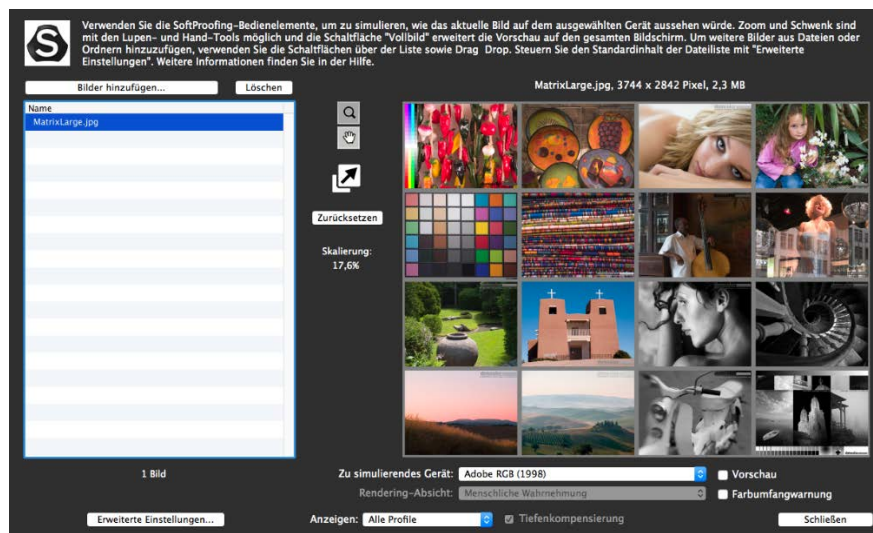 Verwenden Sie die SoftProofing-Bedienelemente, um zu simulieren, wie das aktuelle Bild auf dem ausgewählten Gerät aussehen würde. Zoom und Schwenk sind
mit den Lupen- und Hand-Tools möglich und die Schaltfläche "Vollbild" erweitert die Vorschau auf den gesamten Bildschirm. Um weitere Bilder aus Dateien oder
Ordnern hinzuzufügen, verwenden Sie die Schaltflächen über der Liste sowie Drag  Drop. Steuern Sie den Standardinhalt der Dateiliste mit "Erweiterte
Einstellungen". Weitere Informationen finden Sie in der Hilfe.
S
Bilder hinzufügen...
Löschen
MatrixLarge.jpg, 3744 x 2842 Pixel, 2,3 MB
Name
MatrixLarge.jpg
Zurücksetzen
Skalierung:
17,6%
1 Bild
Zu simulierendes Gerät: Adobe RGB (1998)
Vorschau
Rendering-Absicht: Menschliche Wahrnehmung
Farbumfangwarnung
Erweiterte Einstellungen...
Anzeigen: Alle Profile
Tiefenkompensierung
Schließen